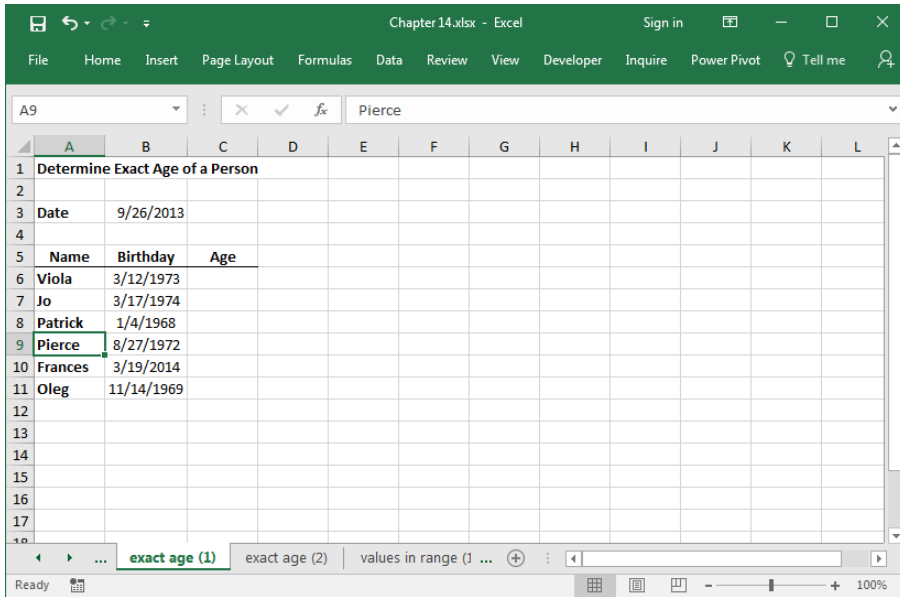 Chapter 14.xlsx - Excel Sign in
File Home Insert Page Layout Formulas Data Review View Developer Inquire Power Pivot Tell me
A9 fx Pierce
A B C D E F G H I J K L
1 Determine Exact Age of a Person
2
3 Date 9/26/2013
4
5 Name Birthday Age
6 Viola 3/12/1973
7 Jo 3/17/1974
8 Patrick 1/4/1968
9 Pierce 8/27/1972
10 Frances 3/19/2014
11 Oleg 11/14/1969
12
13
14
15
16
17
18
... exact age (1) exact age (2) values in range (1 ...
Ready 100%